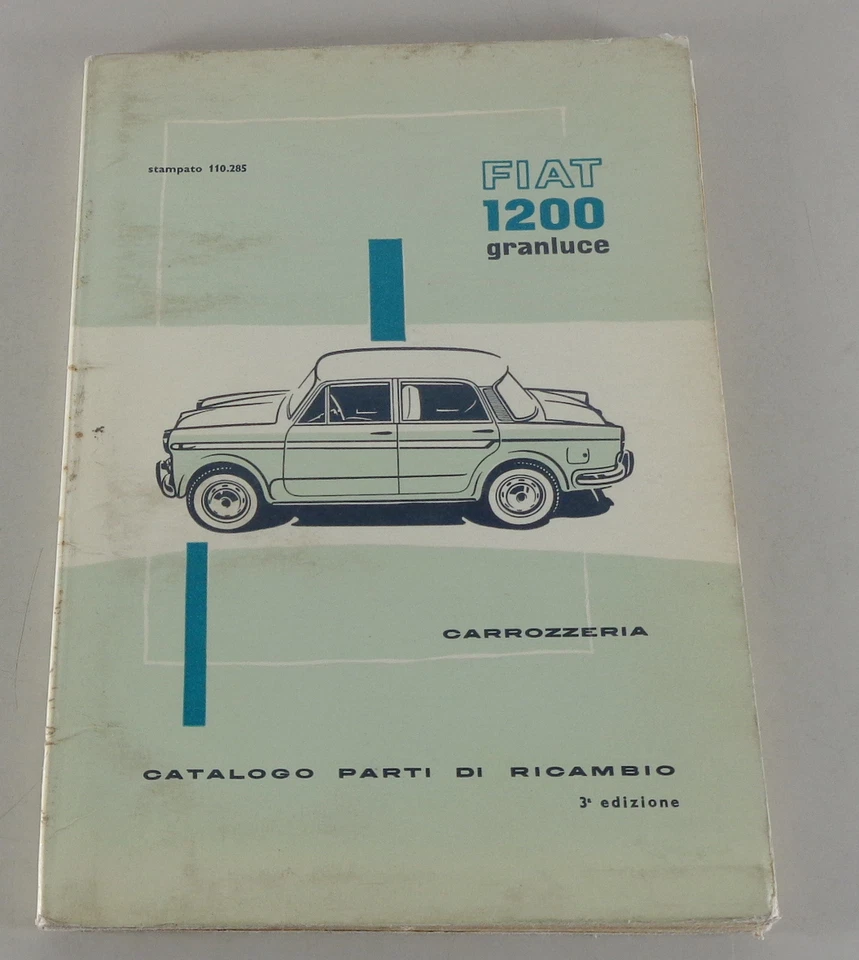 stampato 110.285
FIAT
1200
granluce
CARROZZERIA
CATALOGO PARTI DI RICAMBIO
3ª edizione